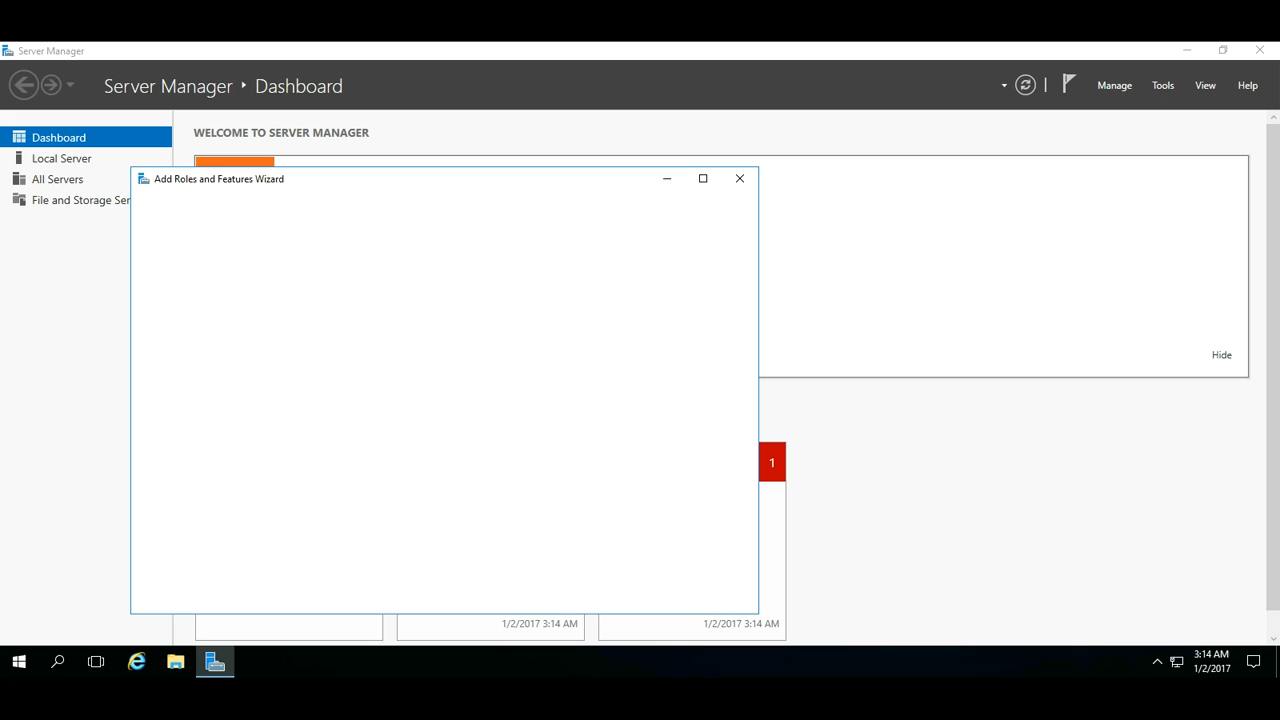 Server Manager
Server Manager ‣ Dashboard
Manage
Tools
View
Help
Dashboard
Local Server
All Servers
File and Storage Ser
WELCOME TO SERVER MANAGER
Add Roles and Features Wizard
Hide
1
1/2/2017 3:14 AM
1/2/2017 3:14 AM
3:14 AM
1/2/2017